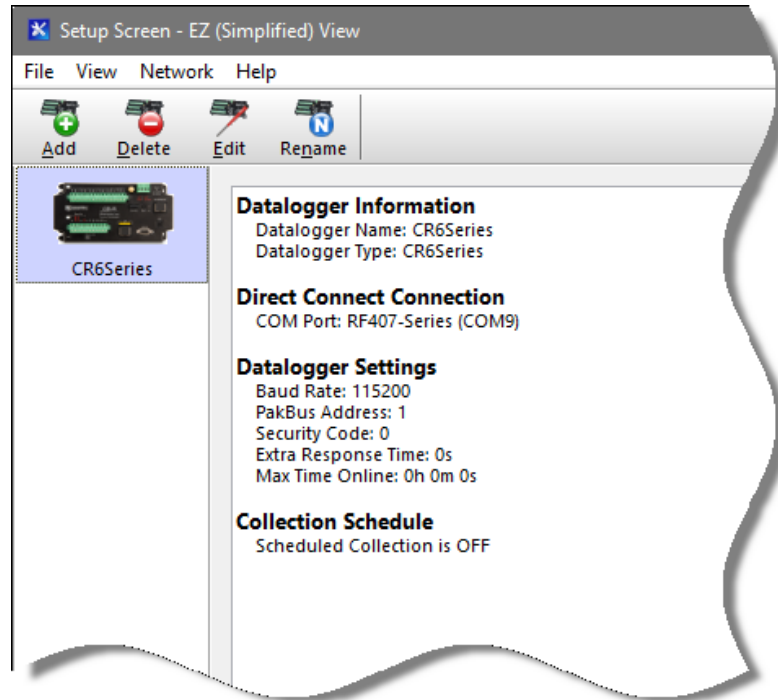 Setup Screen - EZ (Simplified) View
File View Network Help
Add Delete Edit Rename
CR6Series
Datalogger Information
Datalogger Name: CR6Series
Datalogger Type: CR6Series
Direct Connect Connection
COM Port: RF407-Series (COM9)
Datalogger Settings
Baud Rate: 115200
PakBus Address: 1
Security Code: 0
Extra Response Time: 0s
Max Time Online: 0h 0m 0s
Collection Schedule
Scheduled Collection is OFF